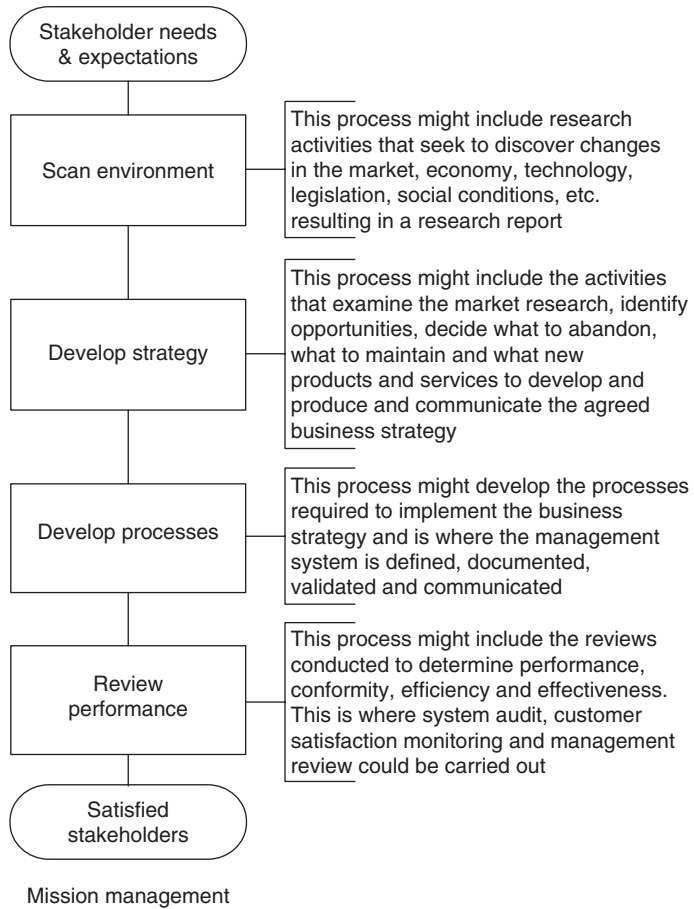 Stakeholder needs
& expectations
Scan environment
This process might include research
activities that seek to discover changes
in the market, economy, technology,
legislation, social conditions, etc.
resulting in a research report
Develop strategy
This process might include the activities
that examine the market research, identify
opportunities, decide what to abandon,
what to maintain and what new
products and services to develop and
produce and communicate the agreed
business strategy
Develop processes
This process might develop the processes
required to implement the business
strategy and is where the management
system is defined, documented,
validated and communicated
Review
performance
This process might include the reviews
conducted to determine performance,
conformity, efficiency and effectiveness.
This is where system audit, customer
satisfaction monitoring and management
review could be carried out
Satisfied
stakeholders
Mission management